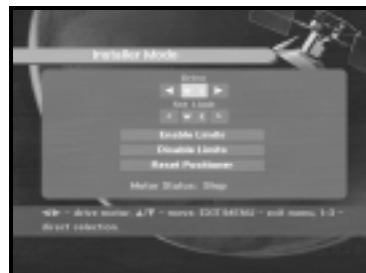 Installer Mode
Drive
◄ W E ►
Set Limit
W E
Enable Limits
Disable Limits
Reset Positioner
Motor Status: Stop
◄/► - drive motor, ▲/▼ - move, EXIT/MENU - exit menu, 1-3 -
direct selection.